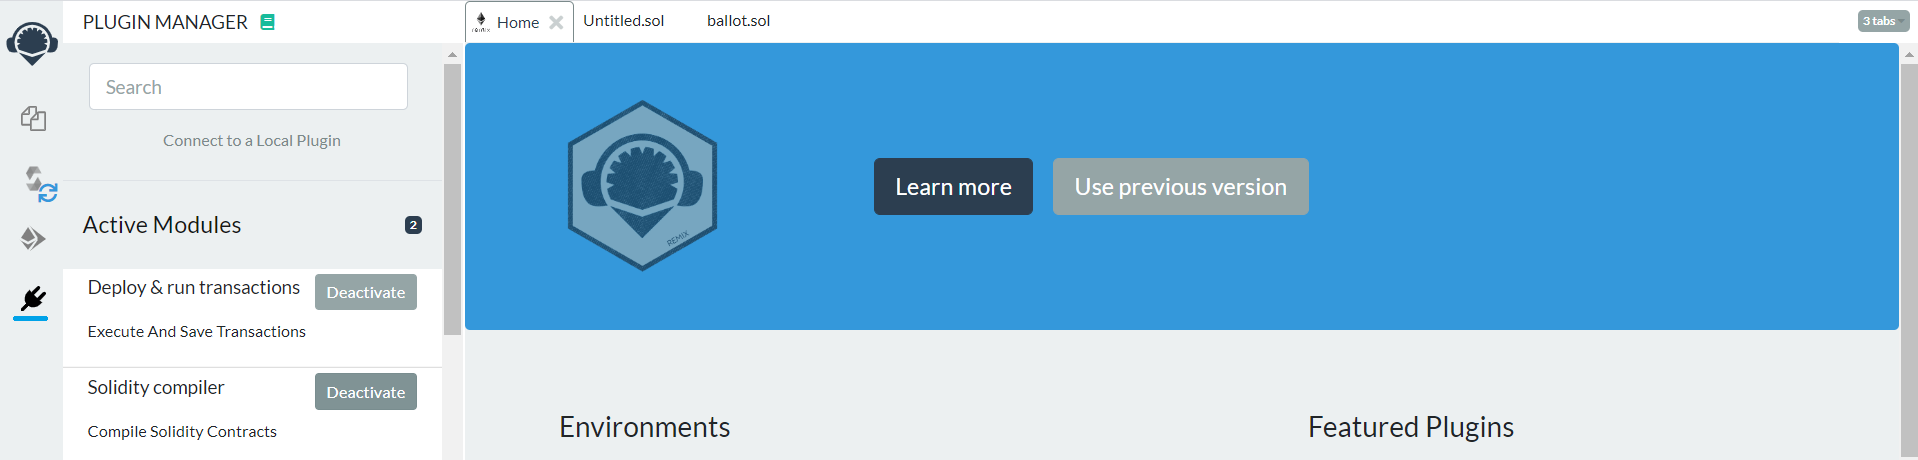 PLUGIN MANAGER
Search
Connect to a Local Plugin
Active Modules 2
Deploy & run transactions Deactivate
Execute And Save Transactions
Solidity compiler Deactivate
Compile Solidity Contracts
remix Home Untitled.sol ballot.sol 3 tabs
REMIX
Learn more Use previous version
Environments Featured Plugins